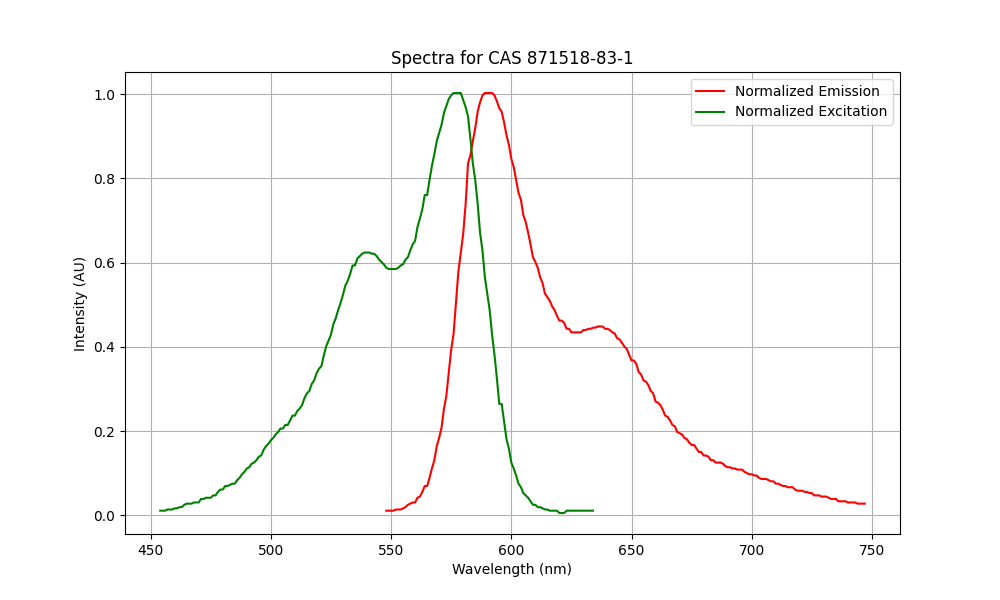 Spectra for CAS 871518-83-1
Normalized Emission
Normalized Excitation
Intensity (AU)
1.0
0.8
0.6
0.4
0.2
0.0
450 500 550 600 650 700 750
Wavelength (nm)